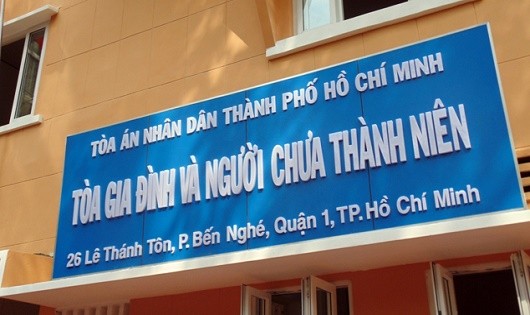 TÒA ÁN NHÂN DÂN THÀNH PHỐ HỒ CHÍ MINH
TÒA GIA ĐÌNH VÀ NGƯỜI CHƯA THÀNH NIÊN
26 Lê Thánh Tôn, P. Bến Nghé, Quận 1, TP. Hồ Chí Minh